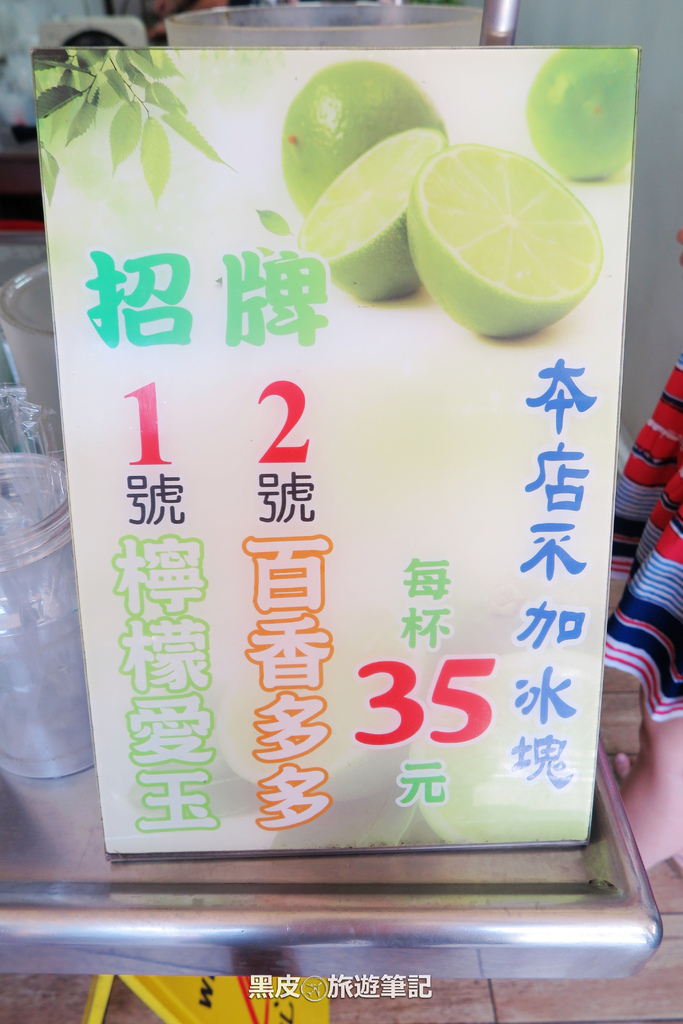 招牌
1號檸檬愛玉
2號百香多多
每杯
35
元
本店不加冰塊
黑皮旅遊筆記